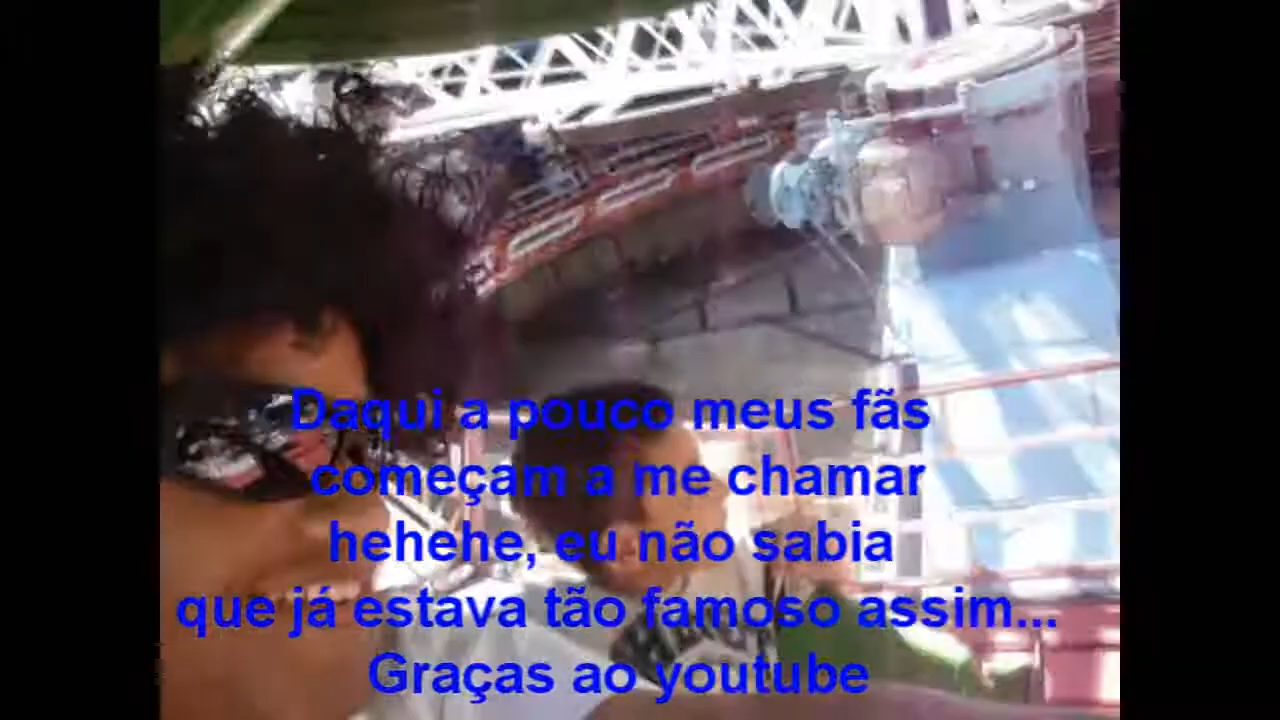 Daqui a pouco meus fãs
começam a me chamar
hehehe, eu não sabia
que já estava tão famoso assim...
Graças ao youtube